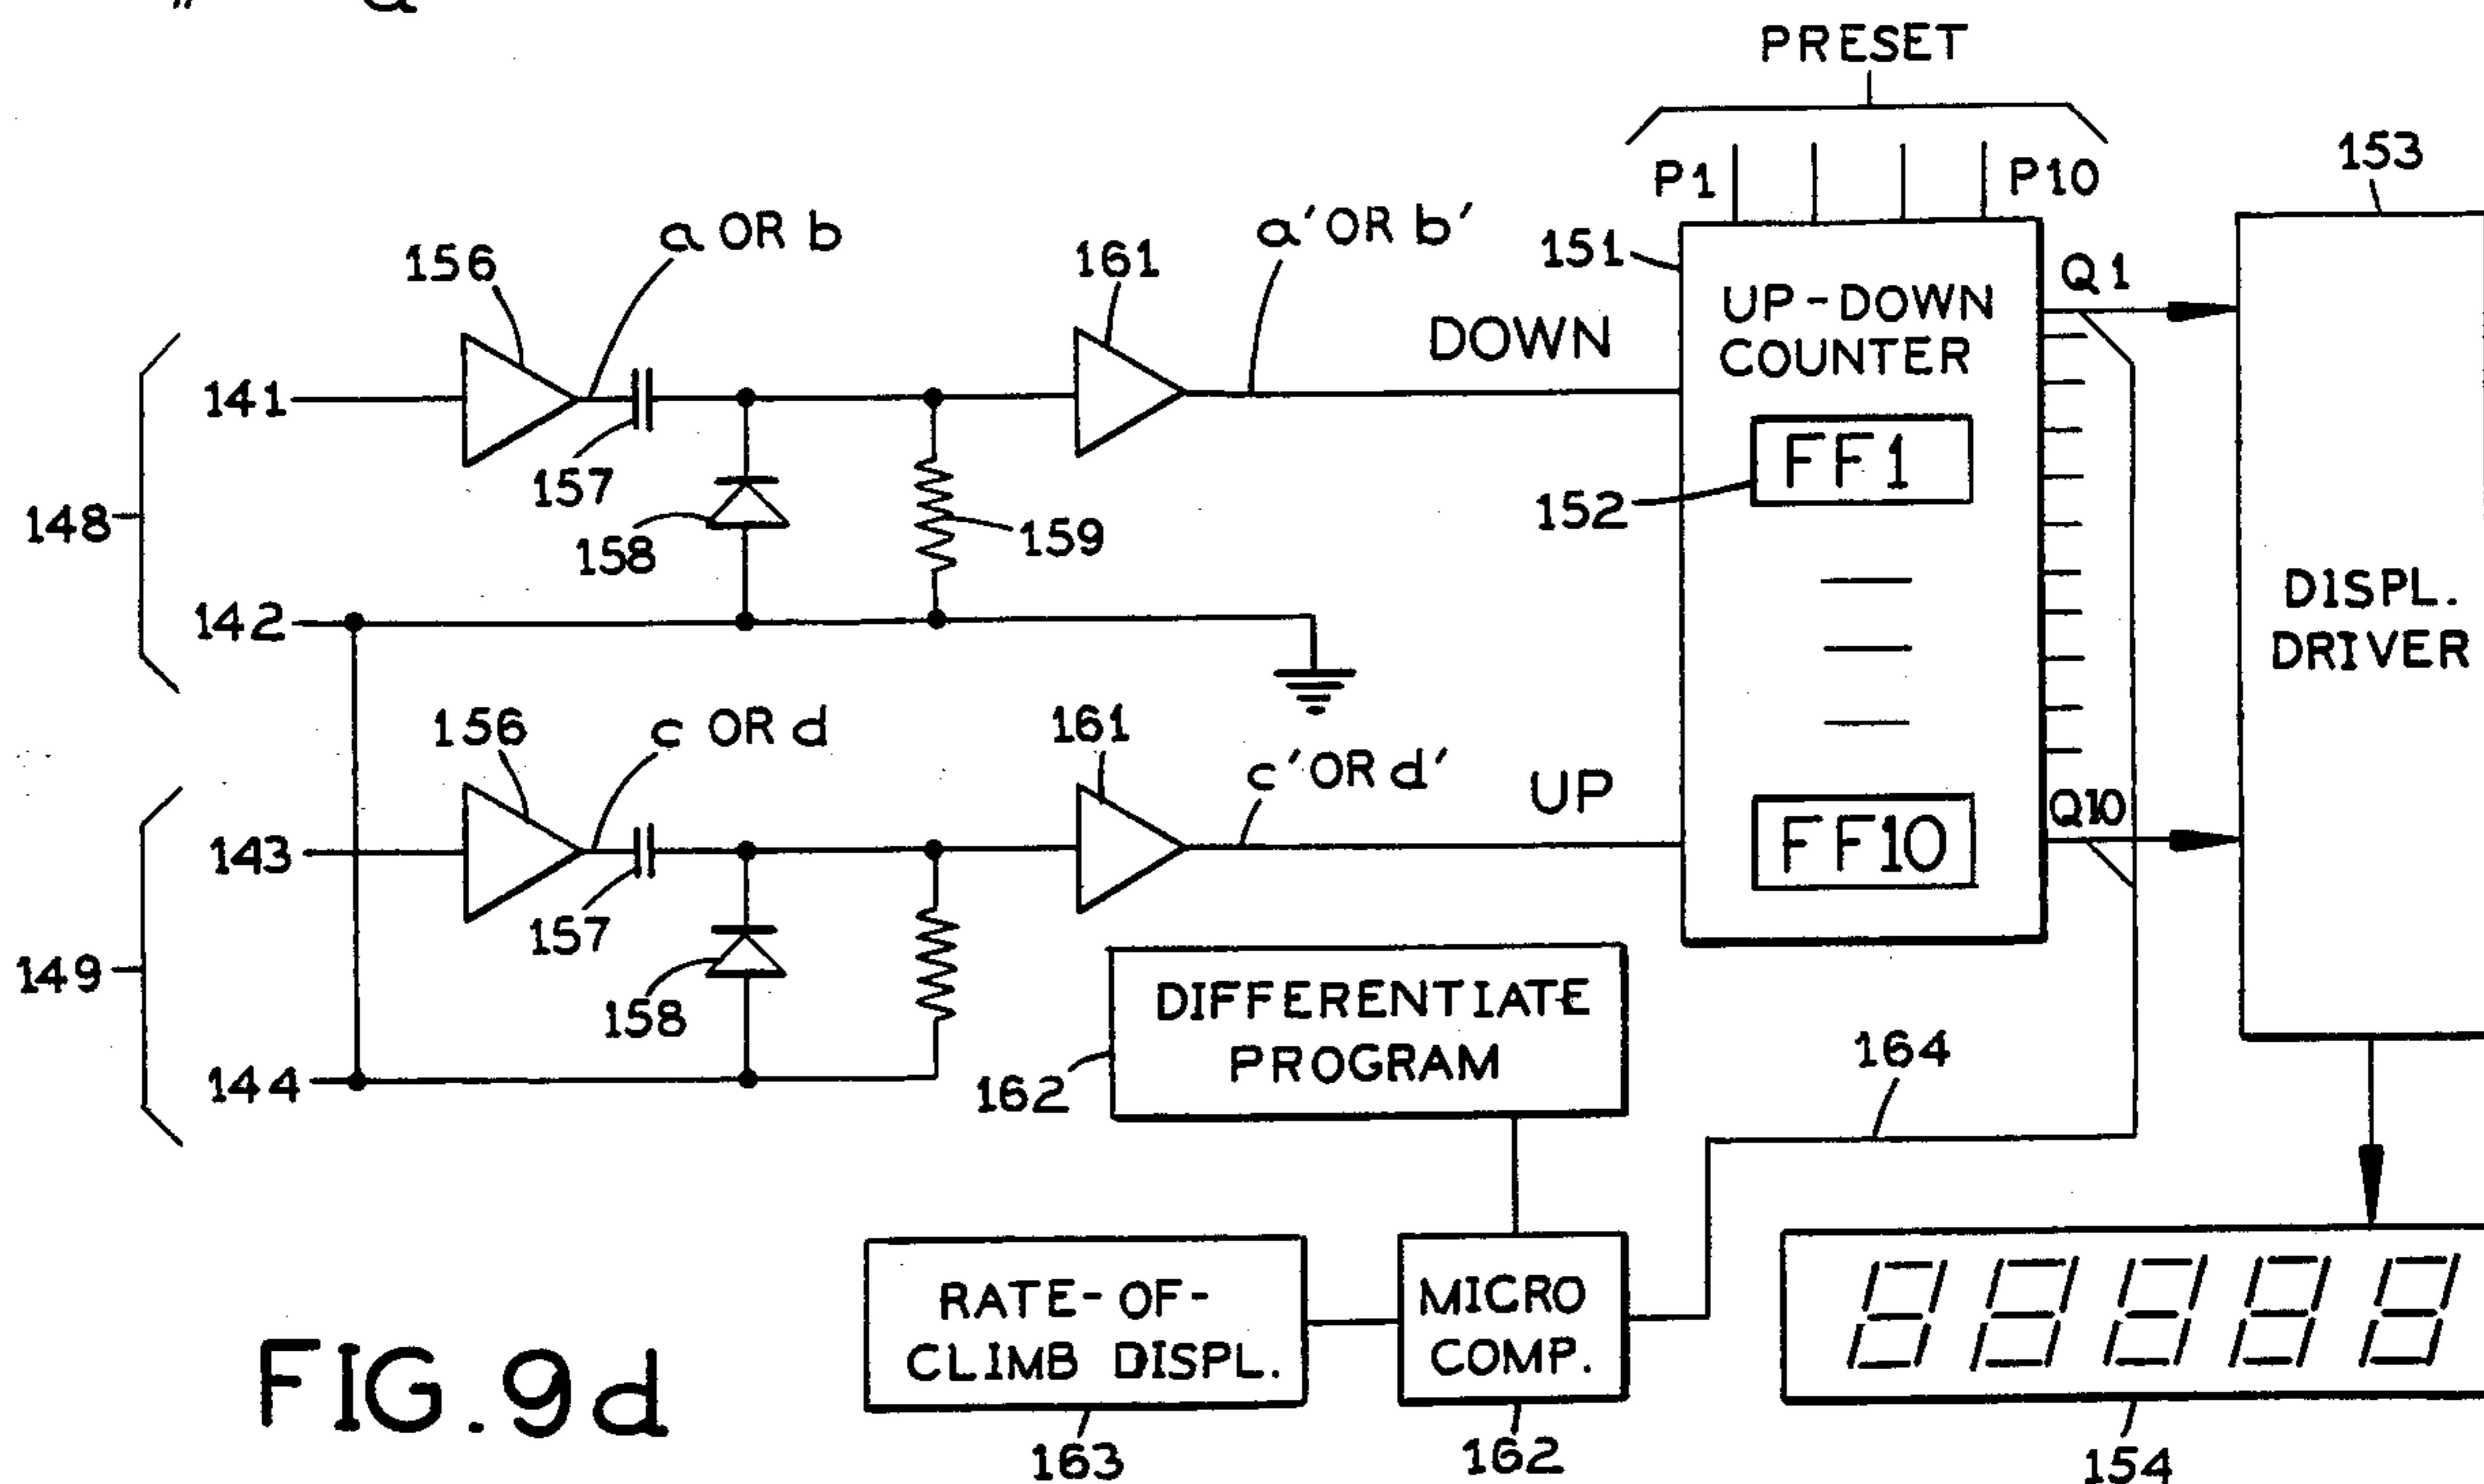 PRESET
P1
P10
153
151
UP-DOWN
COUNTER
Q1
a OR b
156
161
a' OR b'
DOWN
141
157
158
159
148
142
152
FF1
DISPL.
DRIVER
156
c OR d
161
c' OR d'
UP
143
157
158
149
144
FF10
Q10
DIFFERENTIATE
PROGRAM
162
164
RATE-OF-
CLIMB DISPL.
163
MICRO
COMP.
162
88888
154
FIG. 9d